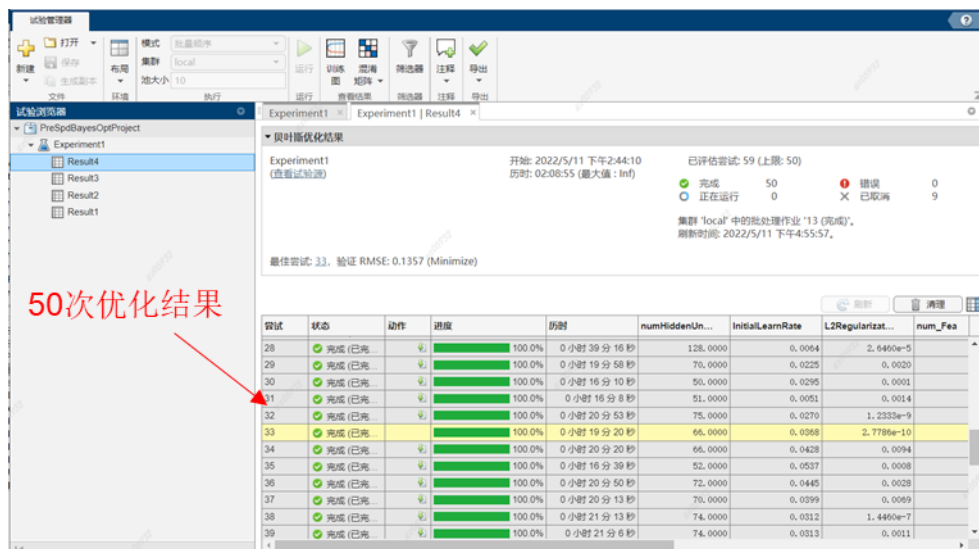 试验管理器
新建
打开
保存
生成副本
文件
布局
环境
模式 批量顺序
集群 local
池大小 10
执行
运行
运行
训练图
混淆矩阵
查看结果
筛选器
筛选器
注释
注释
导出
导出
试验浏览器
PreSpdBayesOptProject
Experiment1
Result4
Result3
Result2
Result1
Experiment1 × Experiment1 | Result4 ×
贝叶斯优化结果
Experiment1
(查看试验源)
开始: 2022/5/11 下午2:44:10
历时: 02:08:55 (最大值 : Inf)
已评估尝试: 59 (上限: 50)
完成 50 错误 0
正在运行 0 已取消 9
集群 'local' 中的批处理作业 '13 (完成)'。
刷新时间: 2022/5/11 下午4:55:57。
最佳尝试: 33，验证 RMSE: 0.1357 (Minimize)
50次优化结果
刷新 清理
尝试 状态 动作 进度 历时 numHiddenUn... InitialLearnRate L2Regularizat... num_Fea
28 完成 (已完... 100.0% 0 小时 39 分 16 秒 128.0000 0.0064 2.6460e-5
29 完成 (已完... 100.0% 0 小时 19 分 58 秒 70.0000 0.0225 0.0020
30 完成 (已完... 100.0% 0 小时 16 分 10 秒 50.0000 0.0295 0.0001
31 完成 (已完... 100.0% 0 小时 16 分 8 秒 51.0000 0.0051 0.0014
32 完成 (已完... 100.0% 0 小时 20 分 53 秒 75.0000 0.0270 1.2333e-9
33 完成 (已完... 100.0% 0 小时 19 分 20 秒 66.0000 0.0368 2.7786e-10
34 完成 (已完... 100.0% 0 小时 20 分 20 秒 66.0000 0.0428 0.0094
35 完成 (已完... 100.0% 0 小时 16 分 39 秒 52.0000 0.0537 0.0008
36 完成 (已完... 100.0% 0 小时 20 分 50 秒 72.0000 0.0445 0.0028
37 完成 (已完... 100.0% 0 小时 20 分 13 秒 70.0000 0.0399 0.0069
38 完成 (已完... 100.0% 0 小时 21 分 13 秒 74.0000 0.0312 1.4460e-7
39 完成 (已完... 100.0% 0 小时 21 分 6 秒 74.0000 0.0313 0.0011